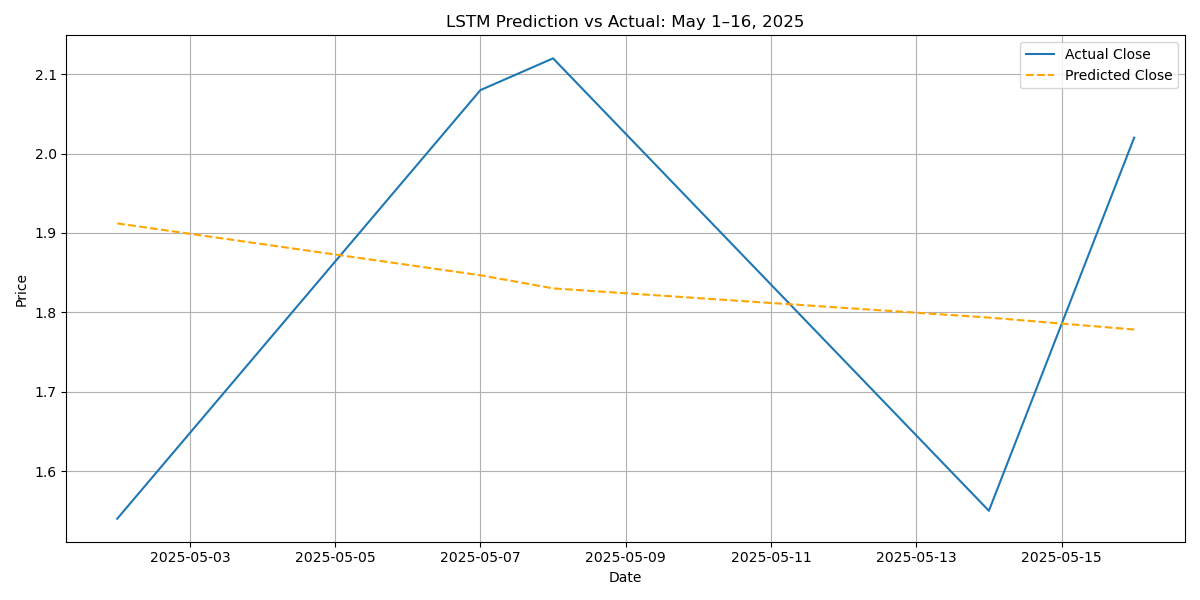 LSTM Prediction vs Actual: May 1–16, 2025
Actual Close
Predicted Close
2.1
2.0
1.9
1.8
1.7
1.6
Price
2025-05-03 2025-05-05 2025-05-07 2025-05-09 2025-05-11 2025-05-13 2025-05-15
Date